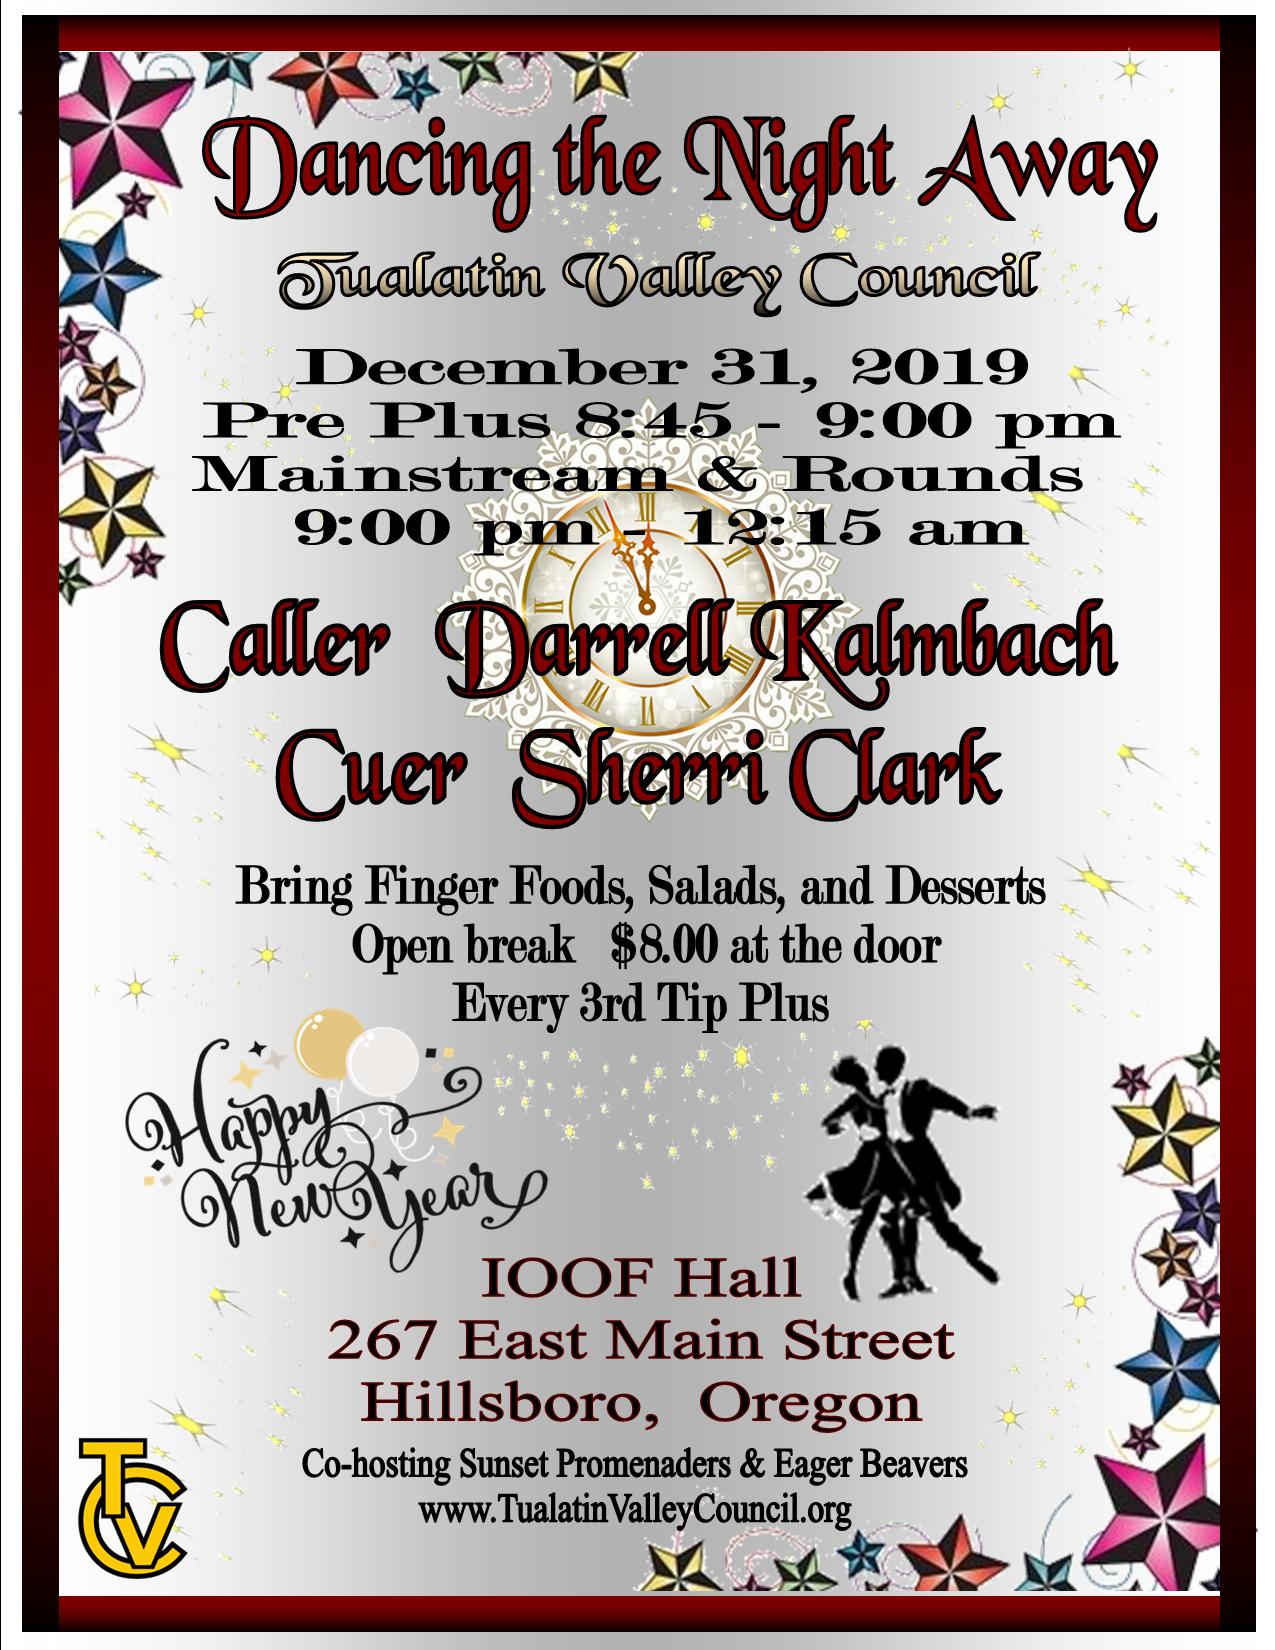 Dancing the Night Away
Tualatin Valley Council
December 31, 2019
Pre Plus 8:45 - 9:00 pm
Mainstream & Rounds
9:00 pm - 12:15 am
Caller Darrell Kalmbach
Cuer Sherri Clark
Bring Finger Foods, Salads, and Desserts
Open break $8.00 at the door
Every 3rd Tip Plus
Happy
New Year
IOOF Hall
267 East Main Street
Hillsboro, Oregon
Co-hosting Sunset Promenaders & Eager Beavers
www.TualatinValleyCouncil.org
TCV